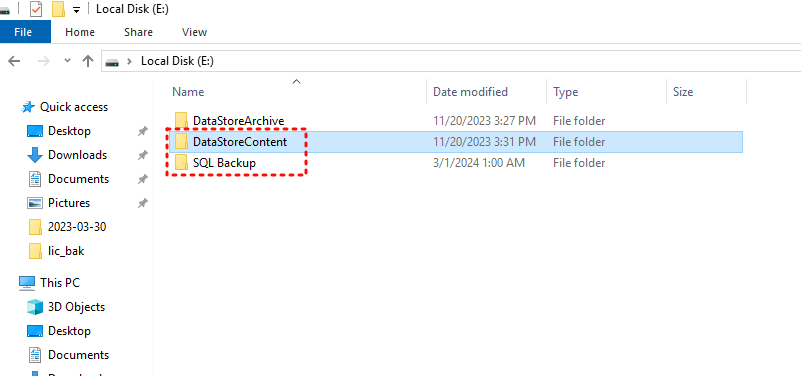 Local Disk (E:)
File Home Share View
Local Disk (E:)
Name Date modified Type Size
Quick access
Desktop
Downloads
Documents
Pictures
2023-03-30
lic_bak
This PC
3D Objects
Desktop
Documents
DataStoreArchive 11/20/2023 3:27 PM File folder
DataStoreContent 11/20/2023 3:31 PM File folder
SQL Backup 3/1/2024 1:00 AM File folder